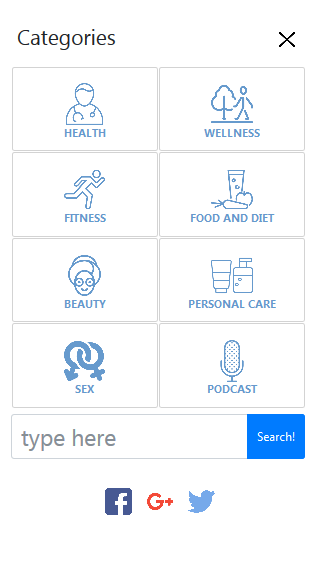 Categories
HEALTH
WELLNESS
FITNESS
FOOD AND DIET
BEAUTY
PERSONAL CARE
SEX
PODCAST
type here
Search!